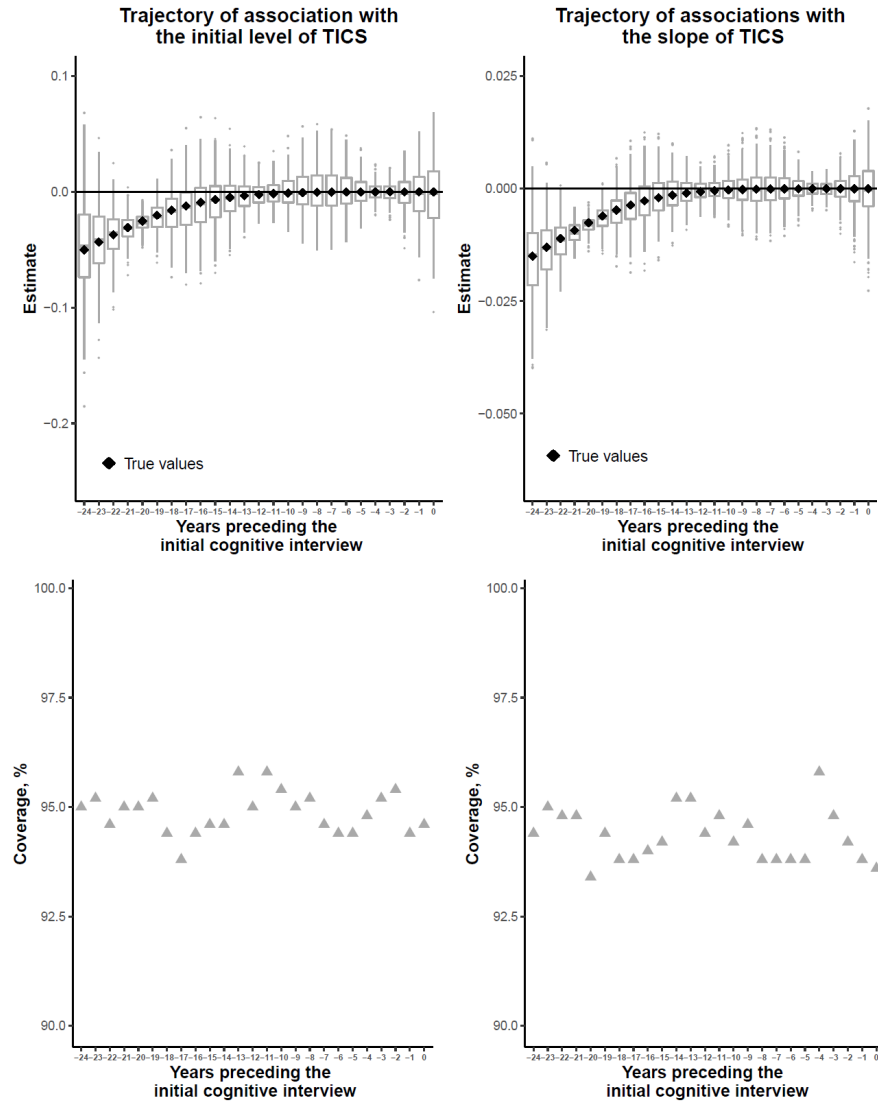 Trajectory of association with
the initial level of TICS
Trajectory of associations with
the slope of TICS
Estimate
0.1
0.0
−0.1
−0.2
True values
−24 −23 −22 −21 −20 −19 −18 −17 −16 −15 −14 −13 −12 −11 −10 −9 −8 −7 −6 −5 −4 −3 −2 −1 0
Years preceding the
initial cognitive interview
Estimate
0.025
0.000
−0.025
−0.050
True values
−24 −23 −22 −21 −20 −19 −18 −17 −16 −15 −14 −13 −12 −11 −10 −9 −8 −7 −6 −5 −4 −3 −2 −1 0
Years preceding the
initial cognitive interview
Coverage, %
100.0
97.5
95.0
92.5
90.0
−24 −23 −22 −21 −20 −19 −18 −17 −16 −15 −14 −13 −12 −11 −10 −9 −8 −7 −6 −5 −4 −3 −2 −1 0
Years preceding the
initial cognitive interview
Coverage, %
100.0
97.5
95.0
92.5
90.0
−24 −23 −22 −21 −20 −19 −18 −17 −16 −15 −14 −13 −12 −11 −10 −9 −8 −7 −6 −5 −4 −3 −2 −1 0
Years preceding the
initial cognitive interview